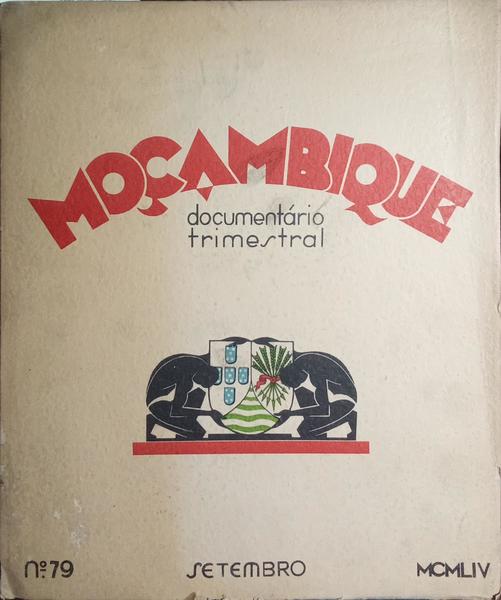 MOÇAMBIQUE
documentário
trimestral
Nº79 SETEMBRO MCMLIV